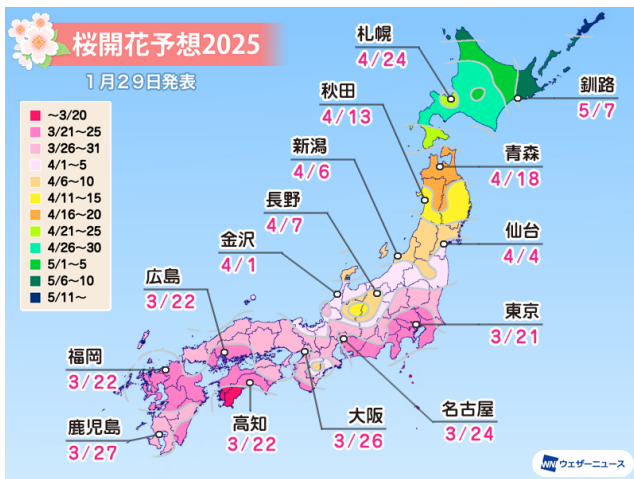 桜開花予想2025
1月29日発表
～3/20
3/21～25
3/26～31
4/1～5
4/6～10
4/11～15
4/16～20
4/21～25
4/26～30
5/1～5
5/6～10
5/11～
札幌
4/24
釧路
5/7
秋田
4/13
青森
4/18
新潟
4/6
長野
4/7
仙台
4/4
金沢
4/1
広島
3/22
東京
3/21
福岡
3/22
鹿児島
3/27
高知
3/22
大阪
3/26
名古屋
3/24
WNI ウェザーニュース